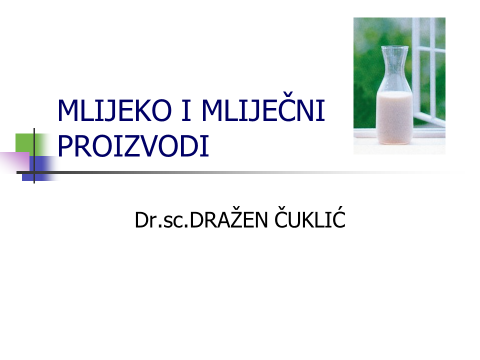 MLIJEKO I MLIJEČNI
PROIZVODI
Dr.sc.DRAŽEN ČUKLIĆ